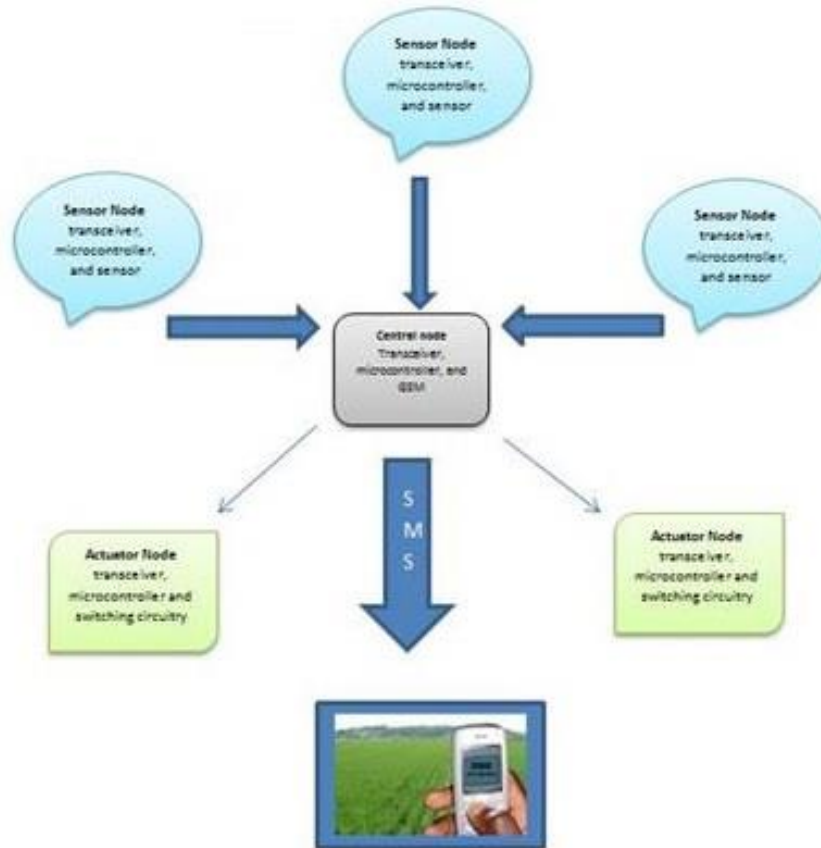 Sensor Node
transceiver,
microcontroller,
and sensor
Sensor Node
transceiver,
microcontroller,
and sensor
Sensor Node
transceiver,
microcontroller,
and sensor
Central node
Transceiver,
microcontroller, and
GSM
S
M
S
Actuator Node
transceiver,
microcontroller and
switching circuitry
Actuator Node
transceiver,
microcontroller and
switching circuitry